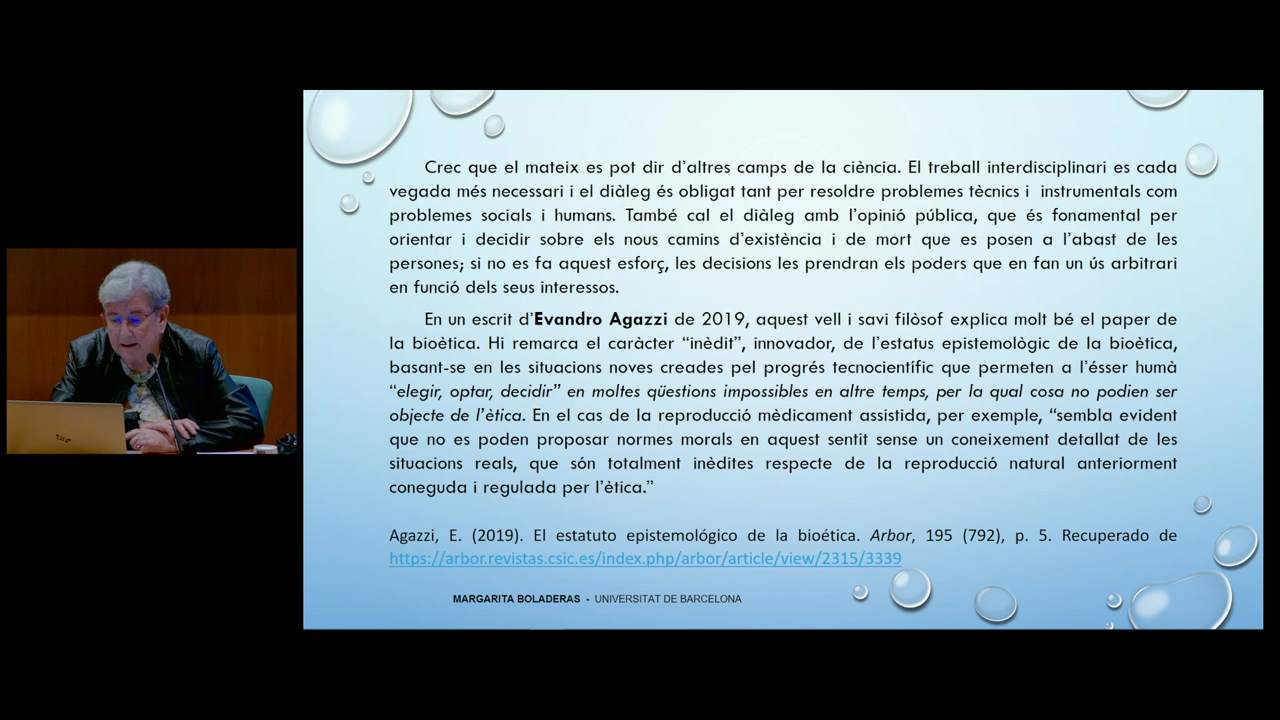 Crec que el mateix es pot dir d’altres camps de la ciència. El treball interdisciplinari es cada
vegada més necessari i el diàleg és obligat tant per resoldre problemes tècnics i instrumentals com
problemes socials i humans. També cal el diàleg amb l’opinió pública, que és fonamental per
orientar i decidir sobre els nous camins d’existència i de mort que es posen a l’abast de les
persones; si no es fa aquest esforç, les decisions les prendran els poders que en fan un ús arbitrari
en funció dels seus interessos.
En un escrit d’Evandro Agazzi de 2019, aquest vell i savi filòsof explica molt bé el paper de
la bioètica. Hi remarca el caràcter “inèdit”, innovador, de l’estatus epistemològic de la bioètica,
basant-se en les situacions noves creades pel progrés tecnocientífic que permeten a l’ésser humà
“elegir, optar, decidir” en moltes qüestions impossibles en altre temps, per la qual cosa no podien ser
objecte de l’ètica. En el cas de la reproducció mèdicament assistida, per exemple, “sembla evident
que no es poden proposar normes morals en aquest sentit sense un coneixement detallat de les
situacions reals, que són totalment inèdites respecte de la reproducció natural anteriorment
coneguda i regulada per l’ètica.”
Agazzi, E. (2019). El estatuto epistemológico de la bioética. Arbor, 195 (792), p. 5. Recuperado de
https://arbor.revistas.csic.es/index.php/arbor/article/view/2315/3339
MARGARITA BOLADERAS - UNIVERSITAT DE BARCELONA